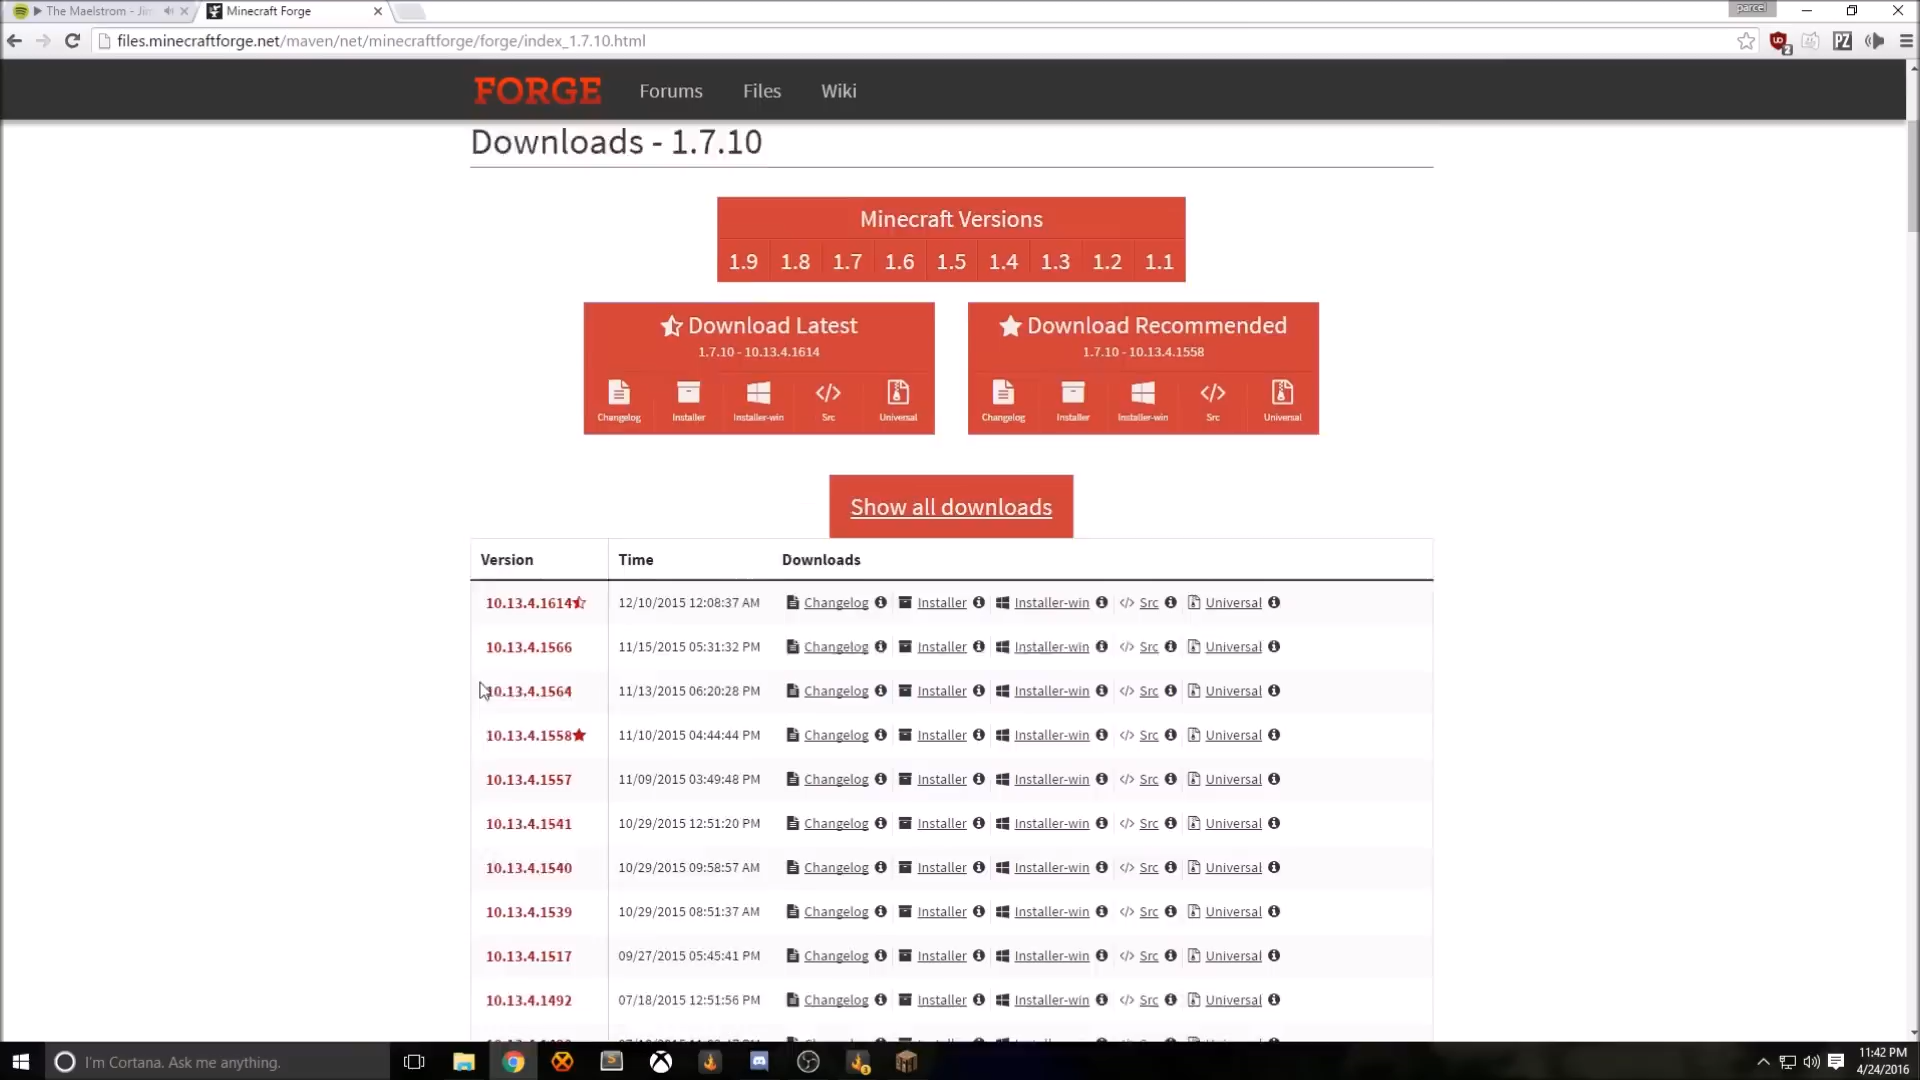 The Maelstrom - Ji
Minecraft Forge
parcel
files.minecraftforge.net/maven/net/minecraftforge/forge/index_1.7.10.html
2
PZ
FORGE Forums Files Wiki
Downloads - 1.7.10
Minecraft Versions
1.9 1.8 1.7 1.6 1.5 1.4 1.3 1.2 1.1
Download Latest
1.7.10 - 10.13.4.1614
Changelog Installer Installer-win Src Universal
Download Recommended
1.7.10 - 10.13.4.1558
Changelog Installer Installer-win Src Universal
Show all downloads
Version Time Downloads
10.13.4.1614 12/10/2015 12:08:37 AM Changelog Installer Installer-win Src Universal
10.13.4.1566 11/15/2015 05:31:32 PM Changelog Installer Installer-win Src Universal
10.13.4.1564 11/13/2015 06:20:28 PM Changelog Installer Installer-win Src Universal
10.13.4.1558 11/10/2015 04:44:44 PM Changelog Installer Installer-win Src Universal
10.13.4.1557 11/09/2015 03:49:48 PM Changelog Installer Installer-win Src Universal
10.13.4.1541 10/29/2015 12:51:20 PM Changelog Installer Installer-win Src Universal
10.13.4.1540 10/29/2015 09:58:57 AM Changelog Installer Installer-win Src Universal
10.13.4.1539 10/29/2015 08:51:37 AM Changelog Installer Installer-win Src Universal
10.13.4.1517 09/27/2015 05:45:41 PM Changelog Installer Installer-win Src Universal
10.13.4.1492 07/18/2015 12:51:56 PM Changelog Installer Installer-win Src Universal
I'm Cortana. Ask me anything.
11:42 PM
4/24/2016